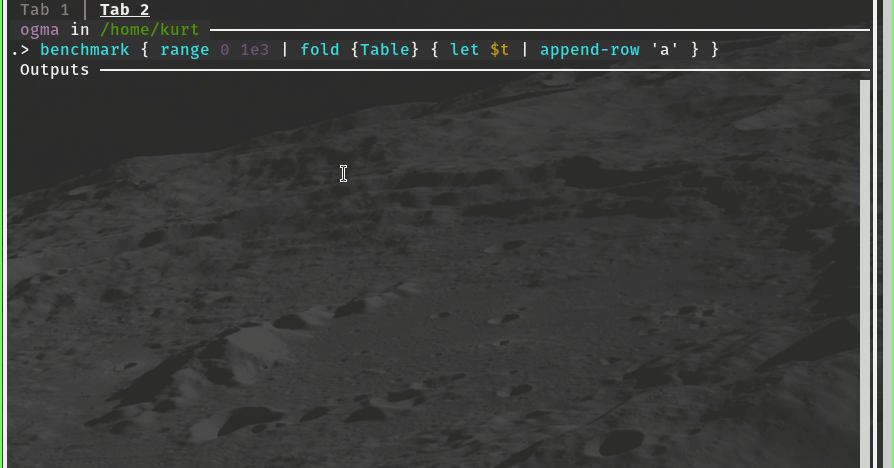 Tab 1 │ Tab 2
ogma in /home/kurt
.> benchmark { range 0 1e3 | fold {Table} { let $t | append-row 'a' } }
Outputs